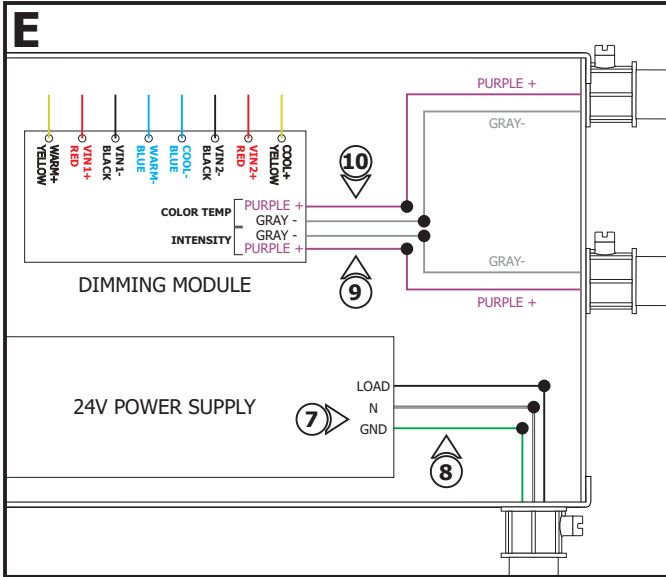 E
PURPLE +
GRAY-
WARM+
YELLOW
VIN1+
RED
VIN1-
BLACK
WARM-
BLUE
COOL-
BLUE
VIN2-
BLACK
VIN2+
RED
COOL+
YELLOW
10
COLOR TEMP
PURPLE +
GRAY -
INTENSITY
GRAY -
PURPLE +
DIMMING MODULE
9
GRAY-
PURPLE +
24V POWER SUPPLY
LOAD
N
GND
7
8